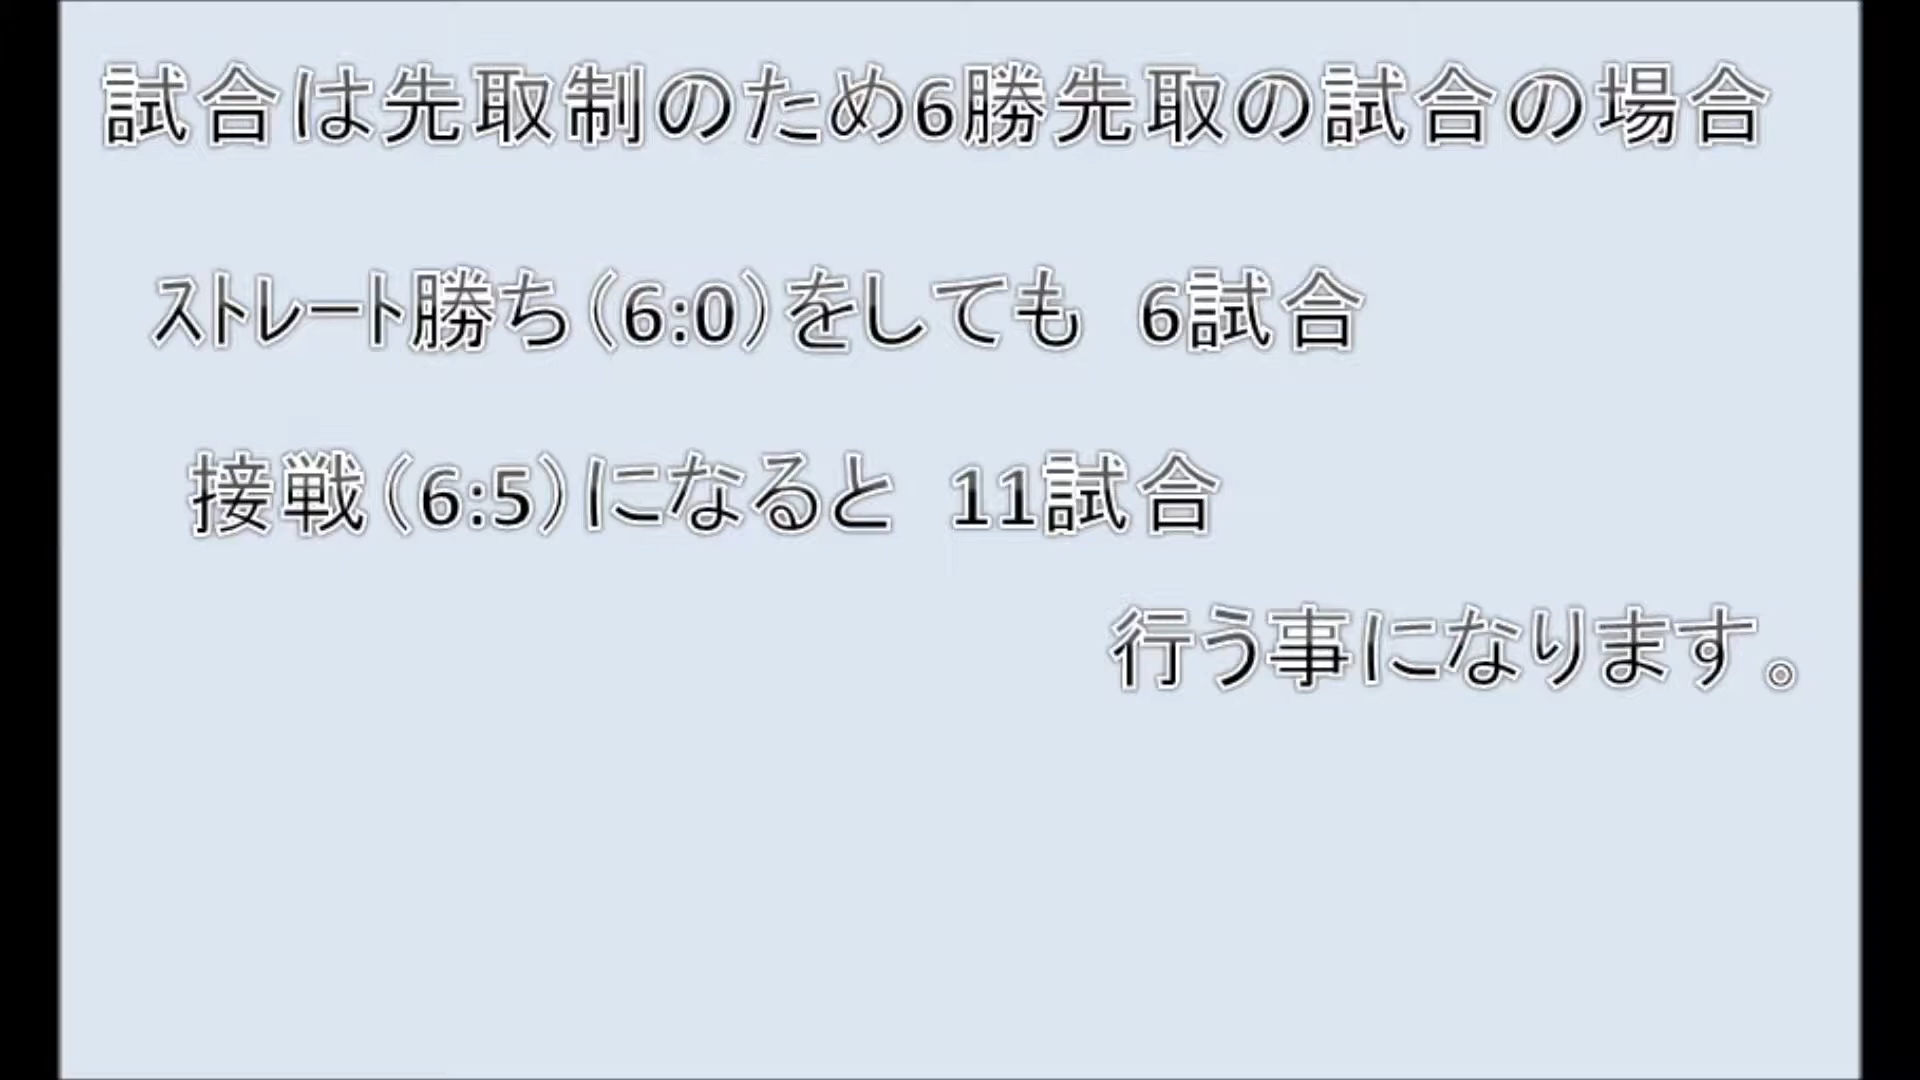 試合は先取制のため6勝先取の試合の場合
ｽﾄﾚｰﾄ勝ち（6:0）をしても　6試合
接戦（6:5）になると　11試合
行う事になります。